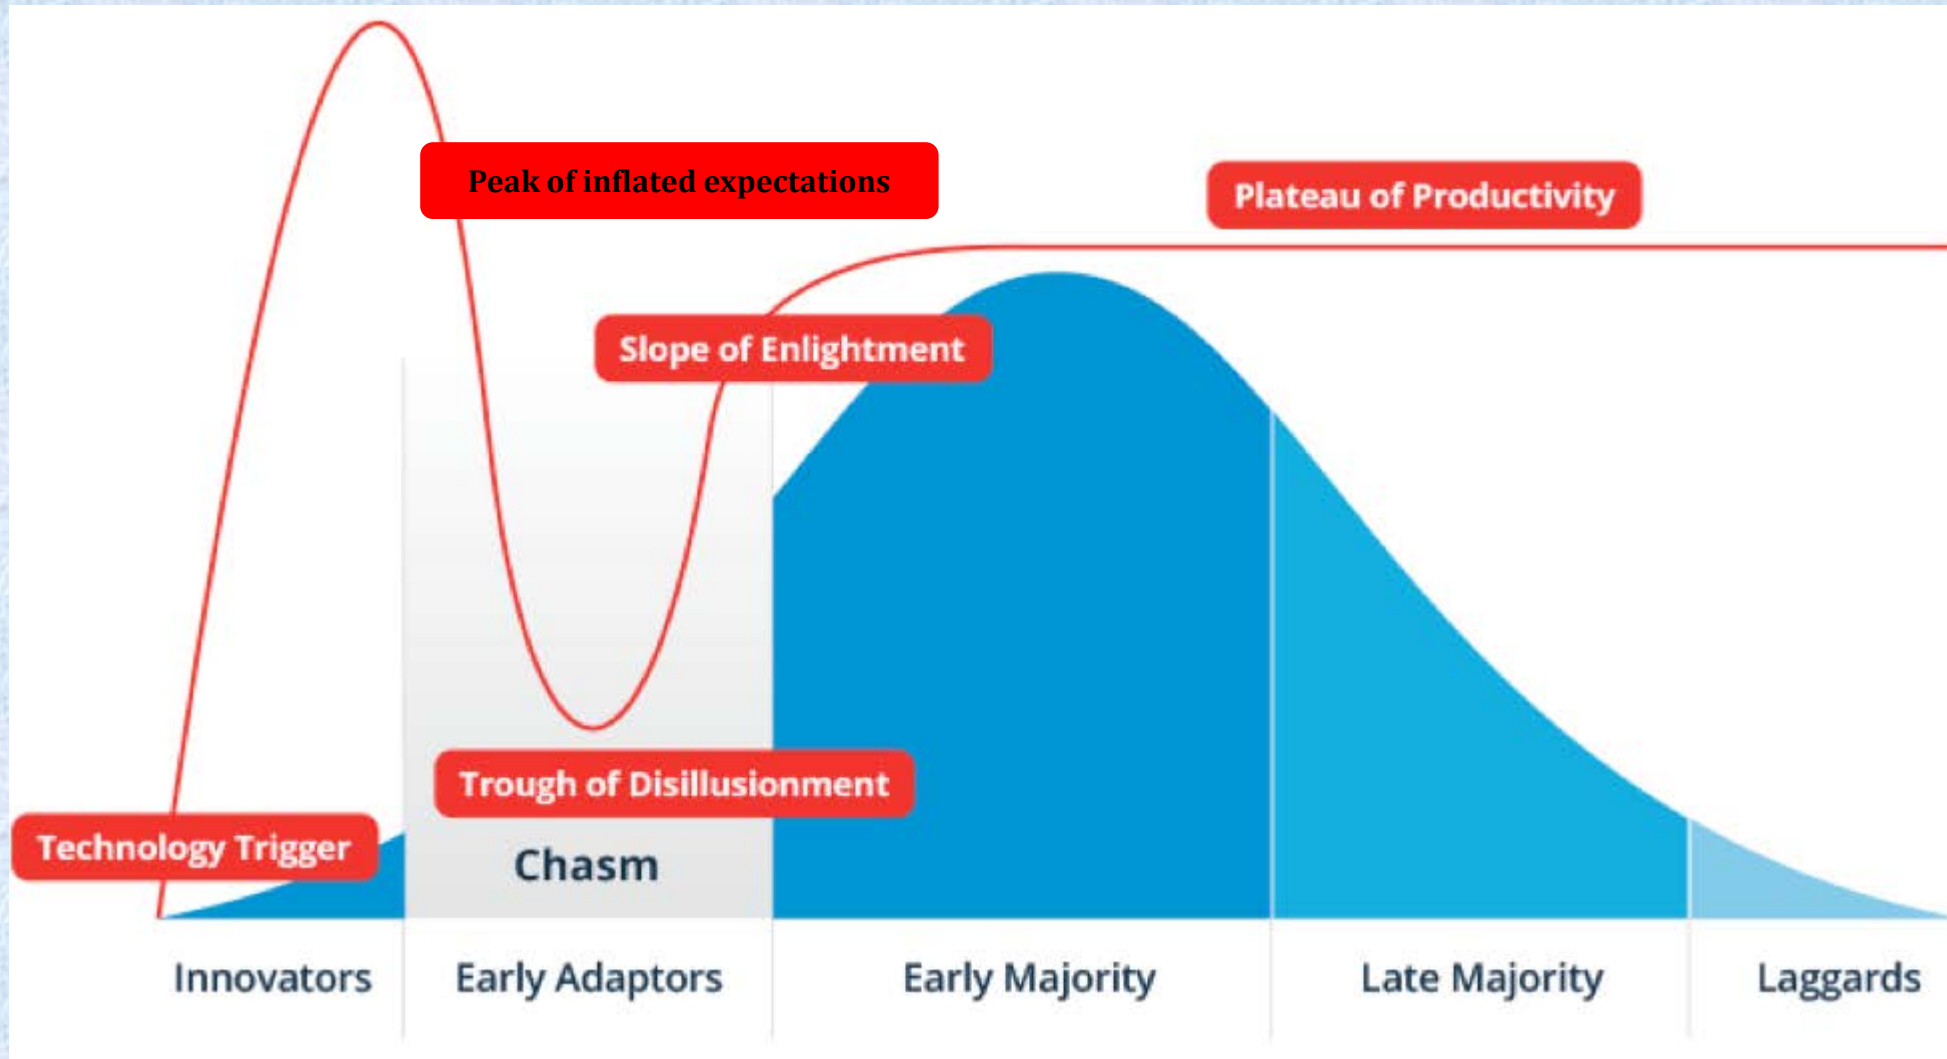 Peak of inflated expectations
Plateau of Productivity
Slope of Enlightment
Trough of Disillusionment
Technology Trigger
Chasm
Innovators
Early Adaptors
Early Majority
Late Majority
Laggards